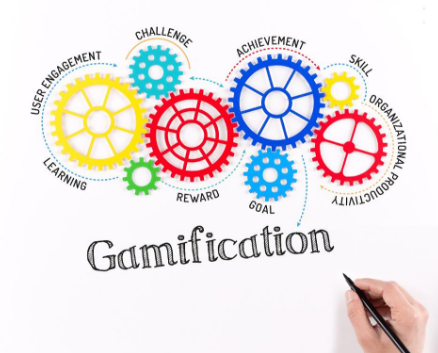 USER ENGAGEMENT
CHALLENGE
ACHIEVEMENT
SKILL
ORGANIZATIONAL PRODUCTIVITY
LEARNING
REWARD
GOAL
Gamification